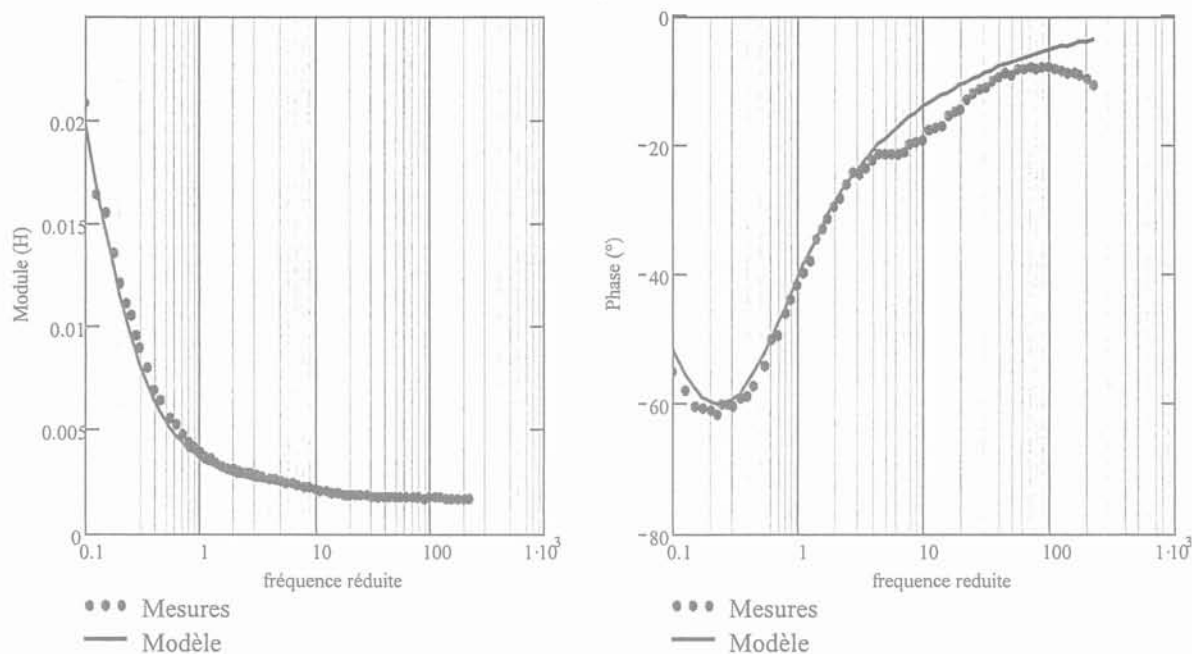 0.02
0.015
0.01
0.005
0
Module (H)
0.1
1
10
100
1·10³
fréquence réduite
Mesures
Modèle
0
−20
−40
−60
−80
Phase (°)
0.1
1
10
100
1·10³
frequence reduite
Mesures
Modèle